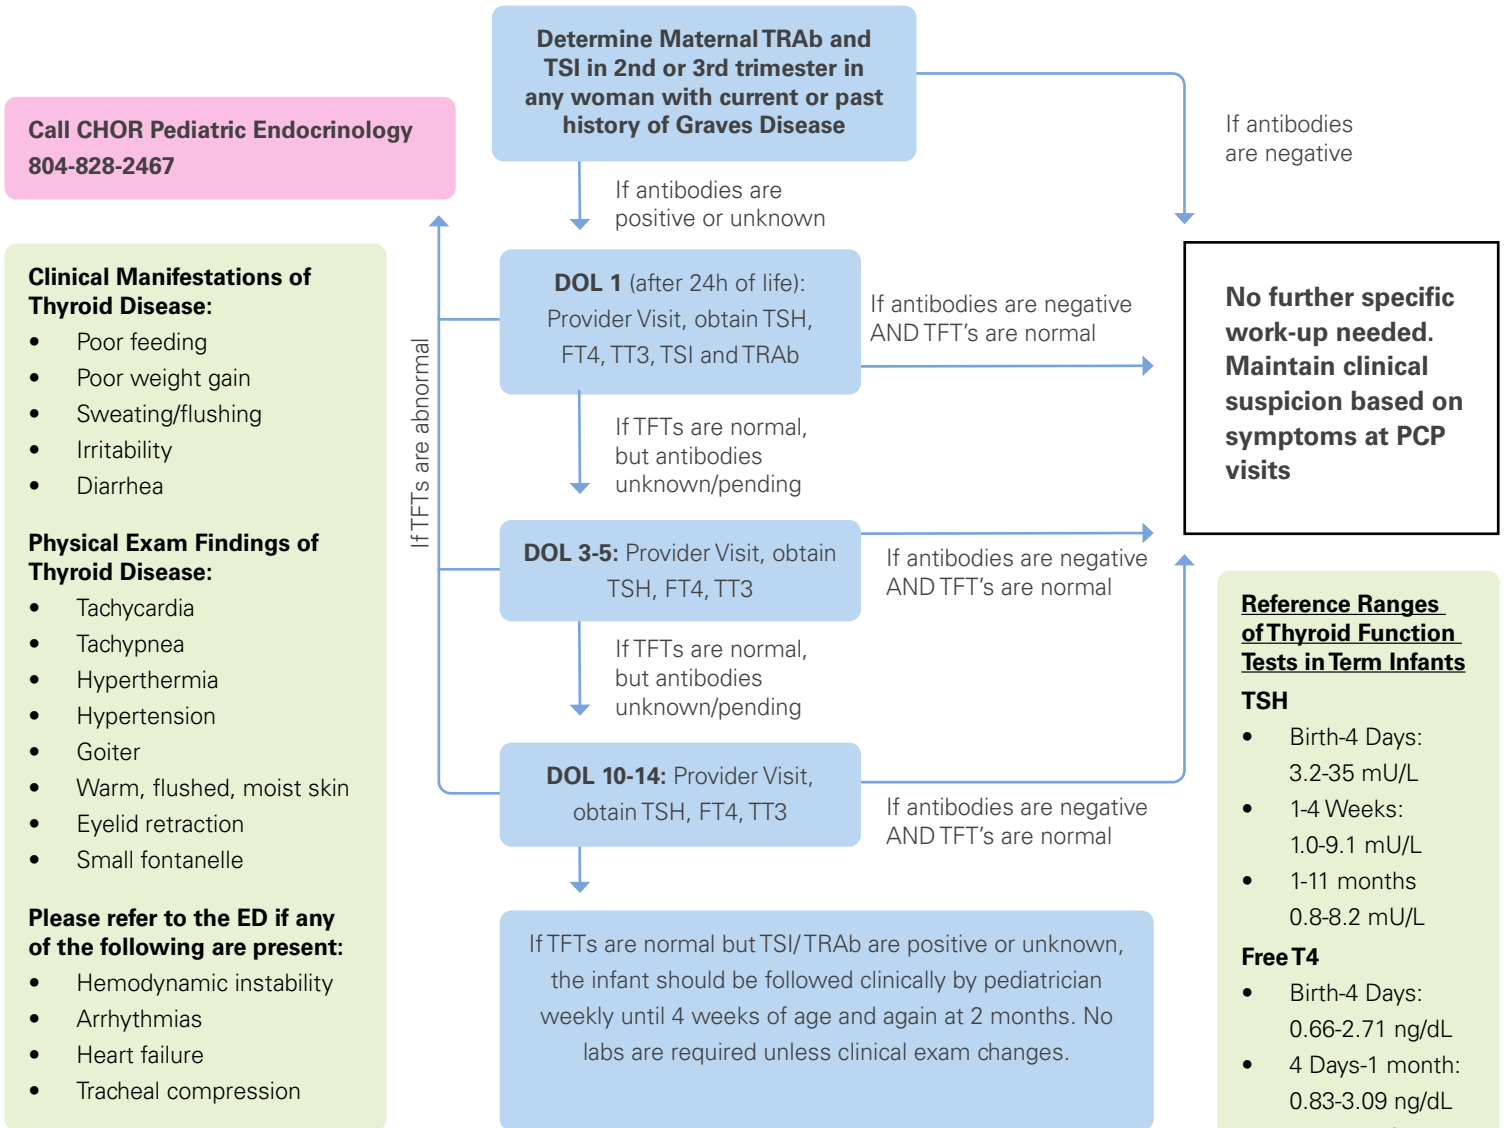 Determine Maternal TRAb and
TSI in 2nd or 3rd trimester in
any woman with current or past
history of Graves Disease
Call CHOR Pediatric Endocrinology
804-828-2467
If antibodies
are negative
If antibodies are
positive or unknown
DOL 1 (after 24h of life):
Provider Visit, obtain TSH,
FT4, TT3, TSI and TRAb
If antibodies are negative
AND TFT's are normal
No further specific
work-up needed.
Maintain clinical
suspicion based on
symptoms at PCP
visits
If TFTs are abnormal
If TFTs are normal,
but antibodies
unknown/pending
DOL 3-5: Provider Visit, obtain
TSH, FT4, TT3
If antibodies are negative
AND TFT's are normal
If TFTs are normal,
but antibodies
unknown/pending
DOL 10-14: Provider Visit,
obtain TSH, FT4, TT3
If antibodies are negative
AND TFT's are normal
If TFTs are normal but TSI/TRAb are positive or unknown,
the infant should be followed clinically by pediatrician
weekly until 4 weeks of age and again at 2 months. No
labs are required unless clinical exam changes.
Clinical Manifestations of
Thyroid Disease:
• Poor feeding
• Poor weight gain
• Sweating/flushing
• Irritability
• Diarrhea
Physical Exam Findings of
Thyroid Disease:
• Tachycardia
• Tachypnea
• Hyperthermia
• Hypertension
• Goiter
• Warm, flushed, moist skin
• Eyelid retraction
• Small fontanelle
Please refer to the ED if any
of the following are present:
• Hemodynamic instability
• Arrhythmias
• Heart failure
• Tracheal compression
Reference Ranges
of Thyroid Function
Tests in Term Infants
TSH
• Birth-4 Days:
3.2-35 mU/L
• 1-4 Weeks:
1.0-9.1 mU/L
• 1-11 months
0.8-8.2 mU/L
Free T4
• Birth-4 Days:
0.66-2.71 ng/dL
• 4 Days-1 month:
0.83-3.09 ng/dL